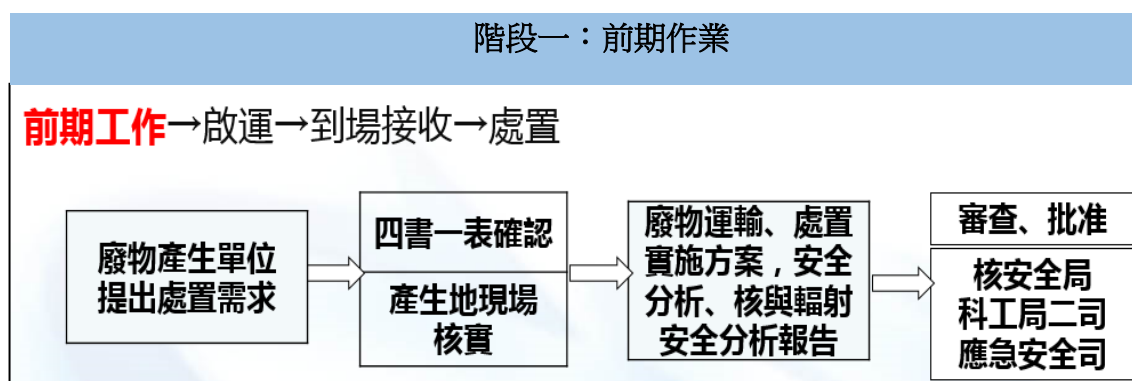 階段一：前期作業
前期工作→啟運→到場接收→處置
廢物產生單位
提出處置需求
四書一表確認
產生地現場
核實
廢物運輸、處置
實施方案，安全
分析、核與輻射
安全分析報告
審查、批准
核安全局
科工局二司
應急安全司